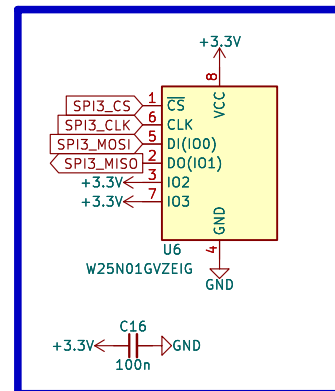 +3.3V
8
VCC
SPI3_CS 1 CS
SPI3_CLK 6 CLK
SPI3_MOSI 5 DI(IO0)
SPI3_MISO 2 DO(IO1)
+3.3V 3 IO2
+3.3V 7 IO3
GND
4
U6
W25N01GVZEIG
GND
C16
+3.3V GND
100n